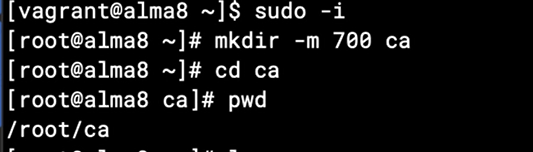 [vagrant@alma8 ~]$ sudo -i
[root@alma8 ~]# mkdir -m 700 ca
[root@alma8 ~]# cd ca
[root@alma8 ca]# pwd
/root/ca